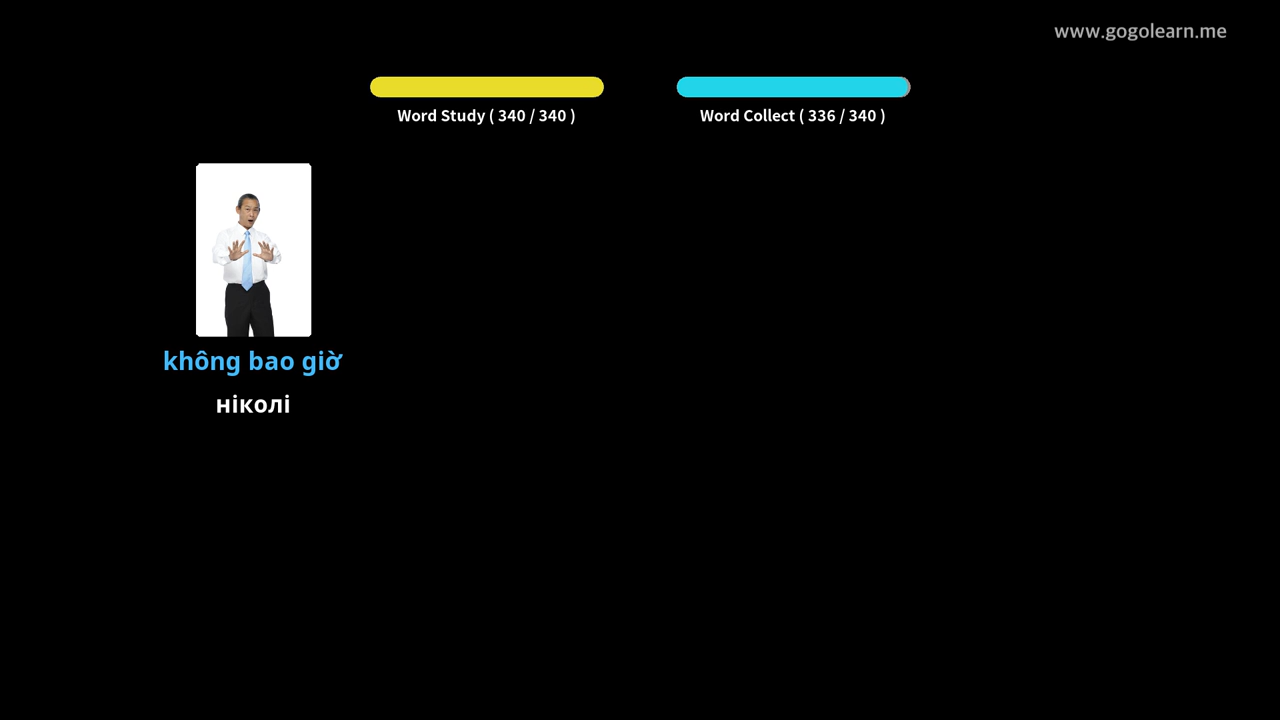 www.gogolearn.me
Word Study ( 340 / 340 )
Word Collect ( 336 / 340 )
không bao giờ
ніколі